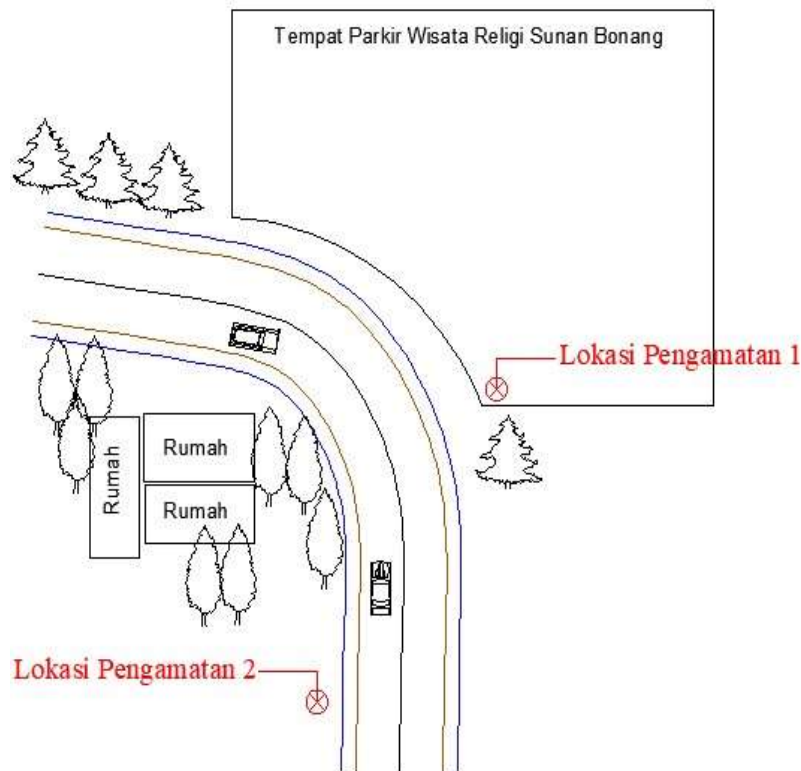 Tempat Parkir Wisata Religi Sunan Bonang
Lokasi Pengamatan 1
Rumah
Rumah
Rumah
Lokasi Pengamatan 2